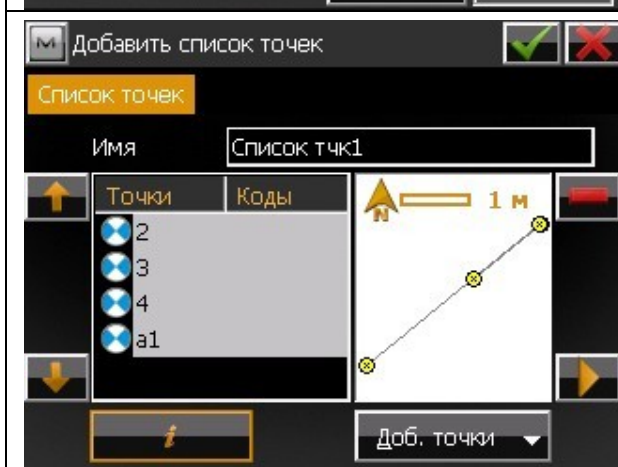 Добавить список точек
Список точек
Имя Список тчк1
Точки Коды
2
3
4
a1
N 1 м
i Доб. точки